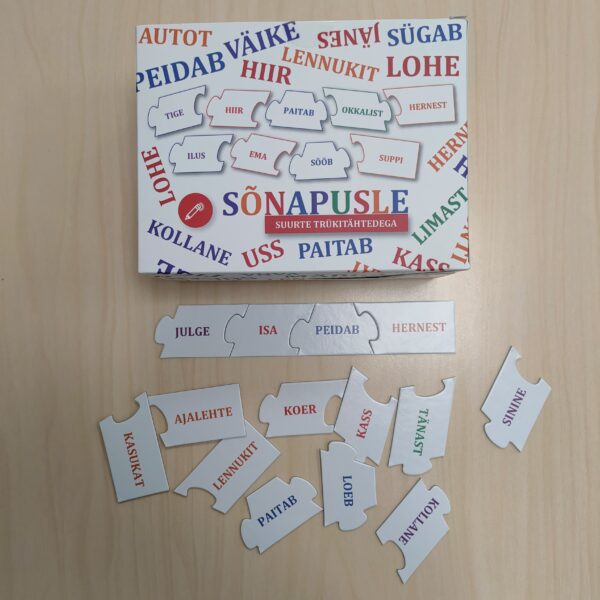 AUTOT
VÄIKE
JÄNES
SÜGAB
PEIDAB
HIIR
LENNUKIT
LOHE
TIGE
HIIR
PAITAB
OKKALIST
HERNEST
ILUS
EMA
SÖÖB
SUPPI
LOHE
SÕNAPUSLE
SUURTE TRÜKITÄHTEDEGA
LIMAST
KOLLANE
USS
PAITAB
KASS
JULGE ISA PEIDAB HERNEST
KASUKAT
AJALEHTE
KOER
KASS
TÄNAST
SININE
LENNUKIT
PAITAB
LOEB
KOLLANE